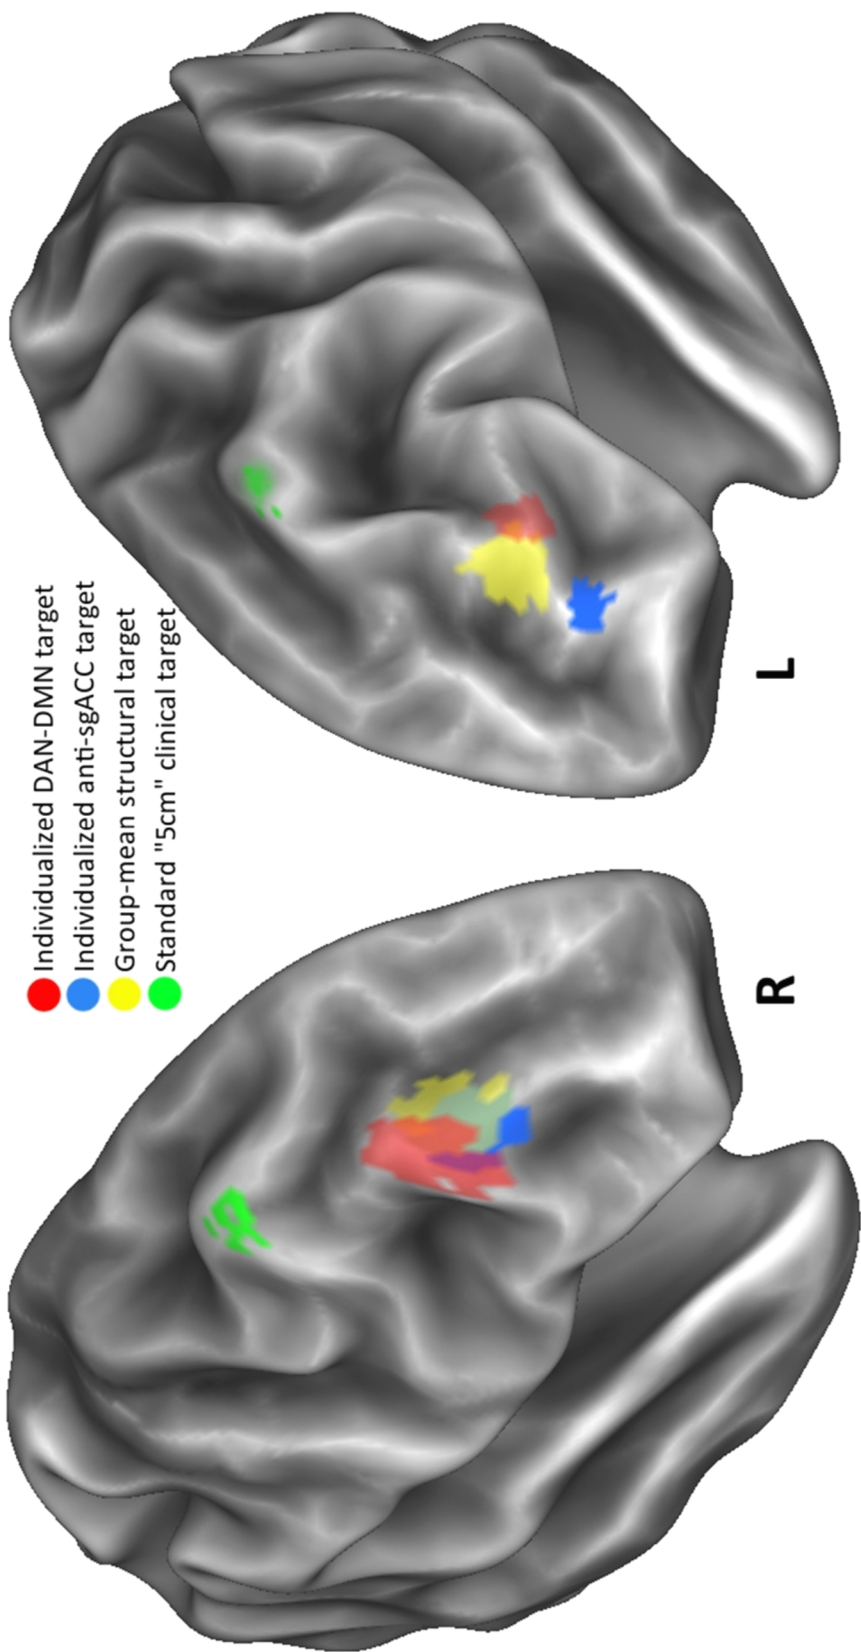 Individualized DAN-DMN target
Individualized anti-sgACC target
Group-mean structural target
Standard "5cm" clinical target
R
L